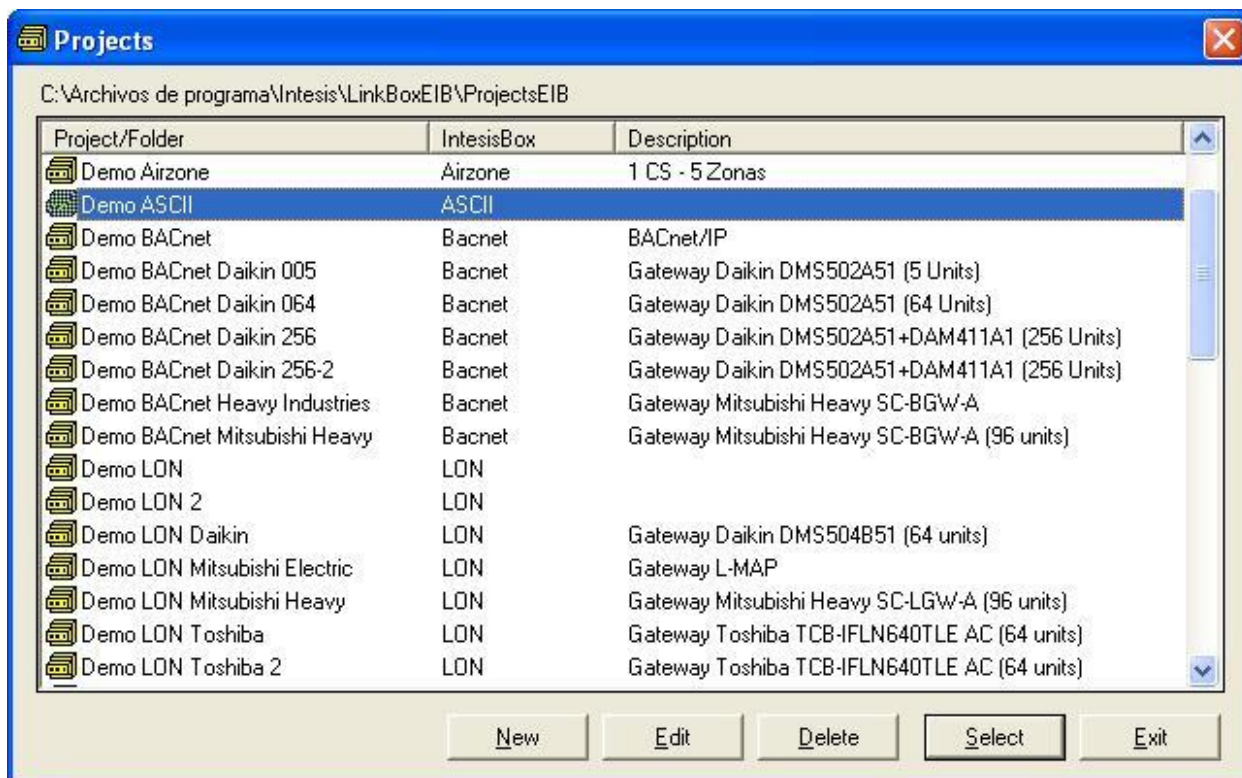 Projects
C:\Archivos de programa\Intesis\LinkBoxEIB\ProjectsEIB
Project/Folder IntesisBox Description
Demo Airzone Airzone 1 CS - 5 Zonas
Demo ASCII ASCII
Demo BACnet Bacnet BACnet/IP
Demo BACnet Daikin 005 Bacnet Gateway Daikin DMS502A51 (5 Units)
Demo BACnet Daikin 064 Bacnet Gateway Daikin DMS502A51 (64 Units)
Demo BACnet Daikin 256 Bacnet Gateway Daikin DMS502A51+DAM411A1 (256 Units)
Demo BACnet Daikin 256-2 Bacnet Gateway Daikin DMS502A51+DAM411A1 (256 Units)
Demo BACnet Heavy Industries Bacnet Gateway Mitsubishi Heavy SC-BGW-A
Demo BACnet Mitsubishi Heavy Bacnet Gateway Mitsubishi Heavy SC-BGW-A (96 units)
Demo LON LON
Demo LON 2 LON
Demo LON Daikin LON Gateway Daikin DMS504B51 (64 units)
Demo LON Mitsubishi Electric LON Gateway L-MAP
Demo LON Mitsubishi Heavy LON Gateway Mitsubishi Heavy SC-LGW-A (96 units)
Demo LON Toshiba LON Gateway Toshiba TCB-IFLN640TLE AC (64 units)
Demo LON Toshiba 2 LON Gateway Toshiba TCB-IFLN640TLE AC (64 units)
New Edit Delete Select Exit